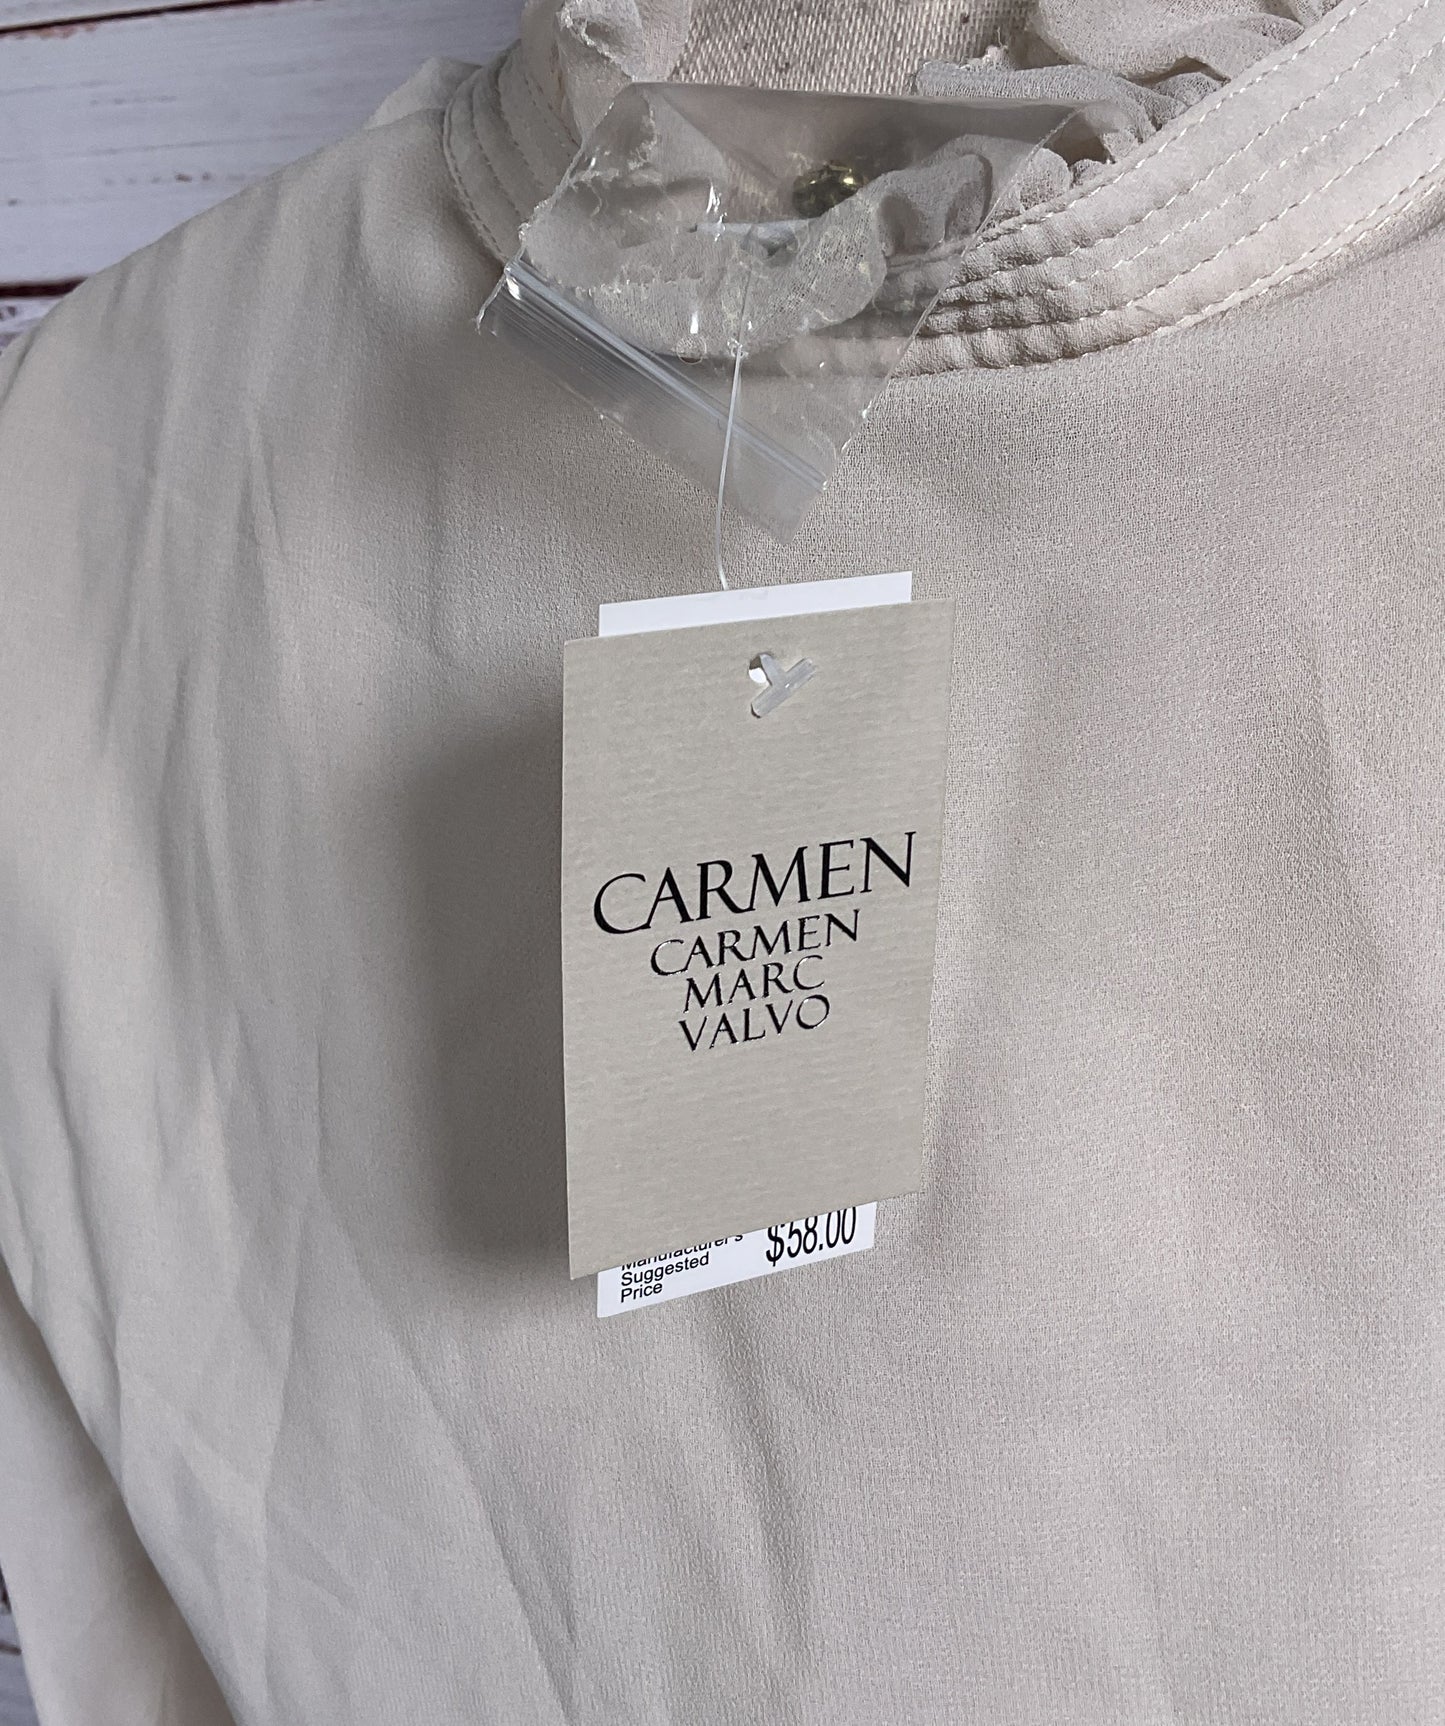 CARMEN
CARMEN
MARC
VALVO
Manufacturer's
Suggested
Price
$58.00